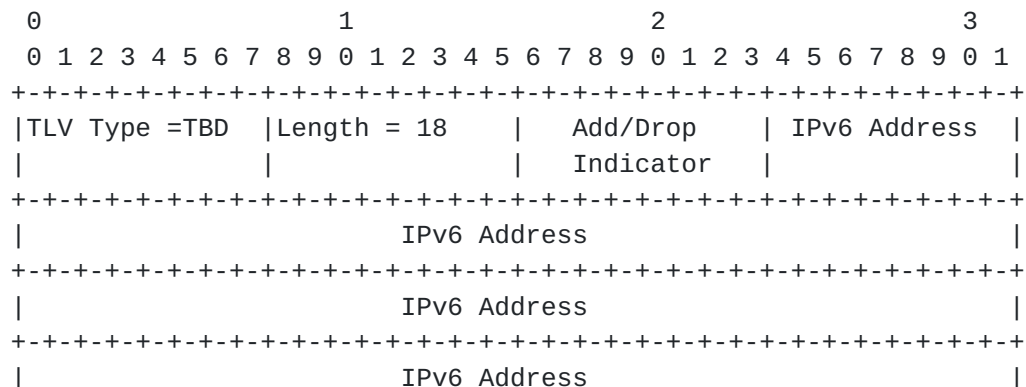 0                   1                   2                   3
 0 1 2 3 4 5 6 7 8 9 0 1 2 3 4 5 6 7 8 9 0 1 2 3 4 5 6 7 8 9 0 1
+-+-+-+-+-+-+-+-+-+-+-+-+-+-+-+-+-+-+-+-+-+-+-+-+-+-+-+-+-+-+-+-+
|TLV Type =TBD  |Length = 18    |   Add/Drop    | IPv6 Address  |
|               |               |   Indicator   |               |
+-+-+-+-+-+-+-+-+-+-+-+-+-+-+-+-+-+-+-+-+-+-+-+-+-+-+-+-+-+-+-+-+
|                        IPv6 Address                           |
+-+-+-+-+-+-+-+-+-+-+-+-+-+-+-+-+-+-+-+-+-+-+-+-+-+-+-+-+-+-+-+-+
|                        IPv6 Address                           |
+-+-+-+-+-+-+-+-+-+-+-+-+-+-+-+-+-+-+-+-+-+-+-+-+-+-+-+-+-+-+-+-+
|                        IPv6 Address                           |